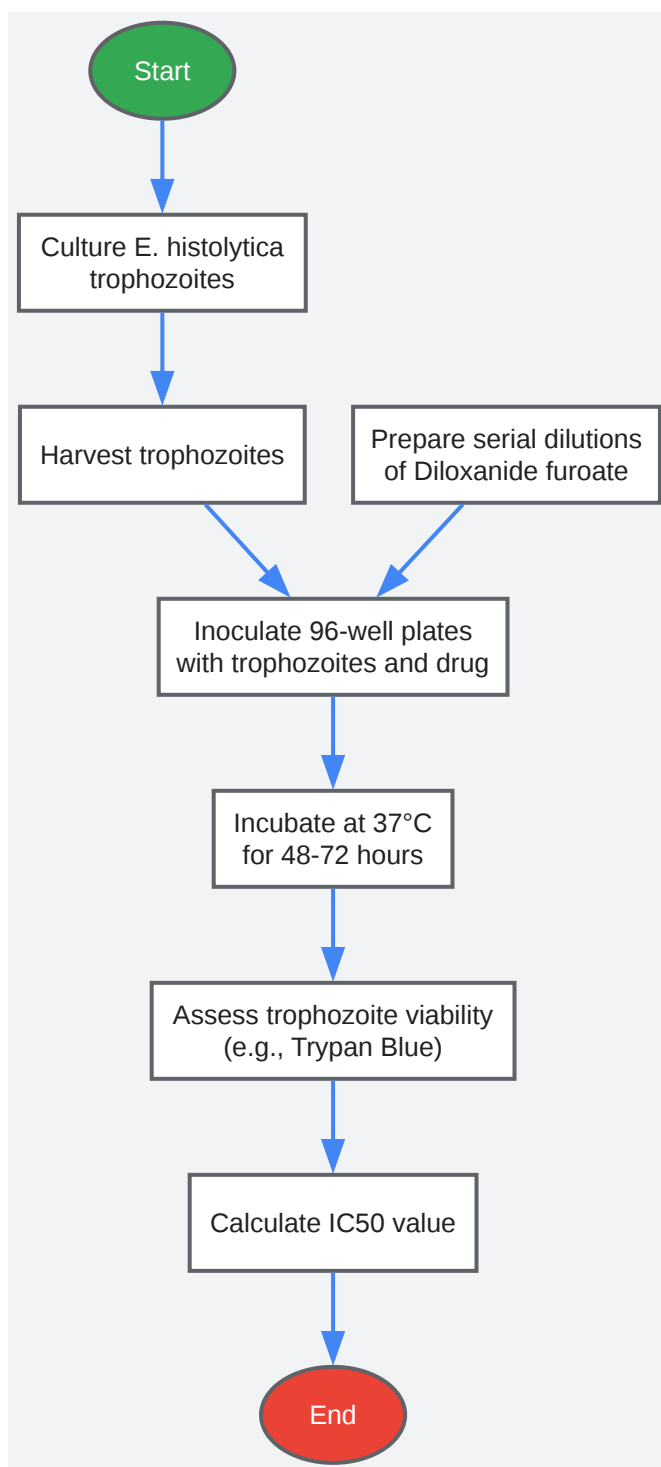 Start
Culture E. histolytica
trophozoites
Harvest trophozoites
Prepare serial dilutions
of Diloxanide furoate
Inoculate 96-well plates
with trophozoites and drug
Incubate at 37°C
for 48-72 hours
Assess trophozoite viability
(e.g., Trypan Blue)
Calculate IC50 value
End